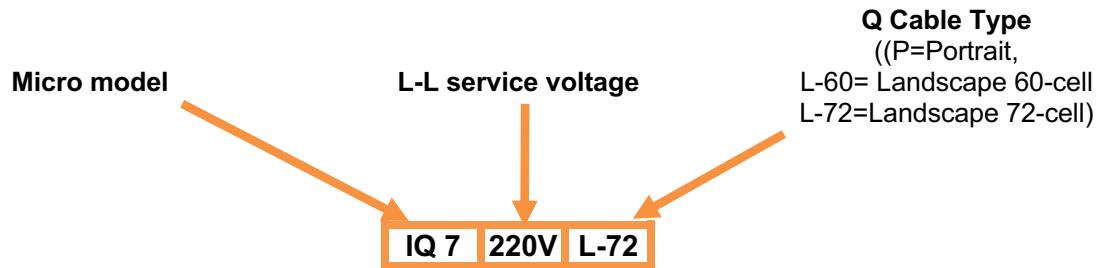 Micro model
L-L service voltage
Q Cable Type
((P=Portrait,
L-60= Landscape 60-cell
L-72=Landscape 72-cell)
IQ 7 220V L-72